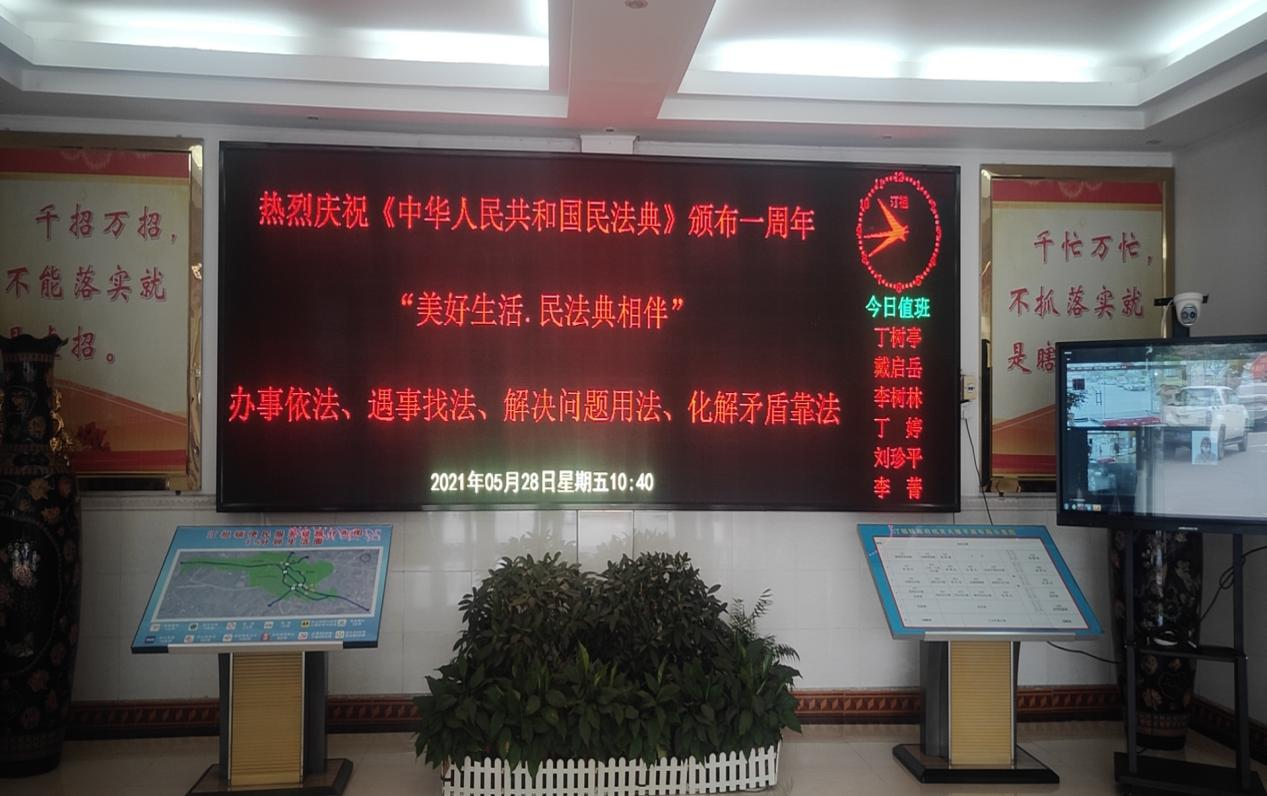 千招万招，
不能落实就
招。
热烈庆祝《中华人民共和国民法典》颁布一周年
“美好生活.民法典相伴”
办事依法、遇事找法、解决问题用法、化解矛盾靠法
2021年05月28日星期五10:40
汀祖
今日值班
丁树亭
戴启岳
李树林
丁 婷
刘珍平
李 菁
千忙万忙，
不抓落实就
是瞎